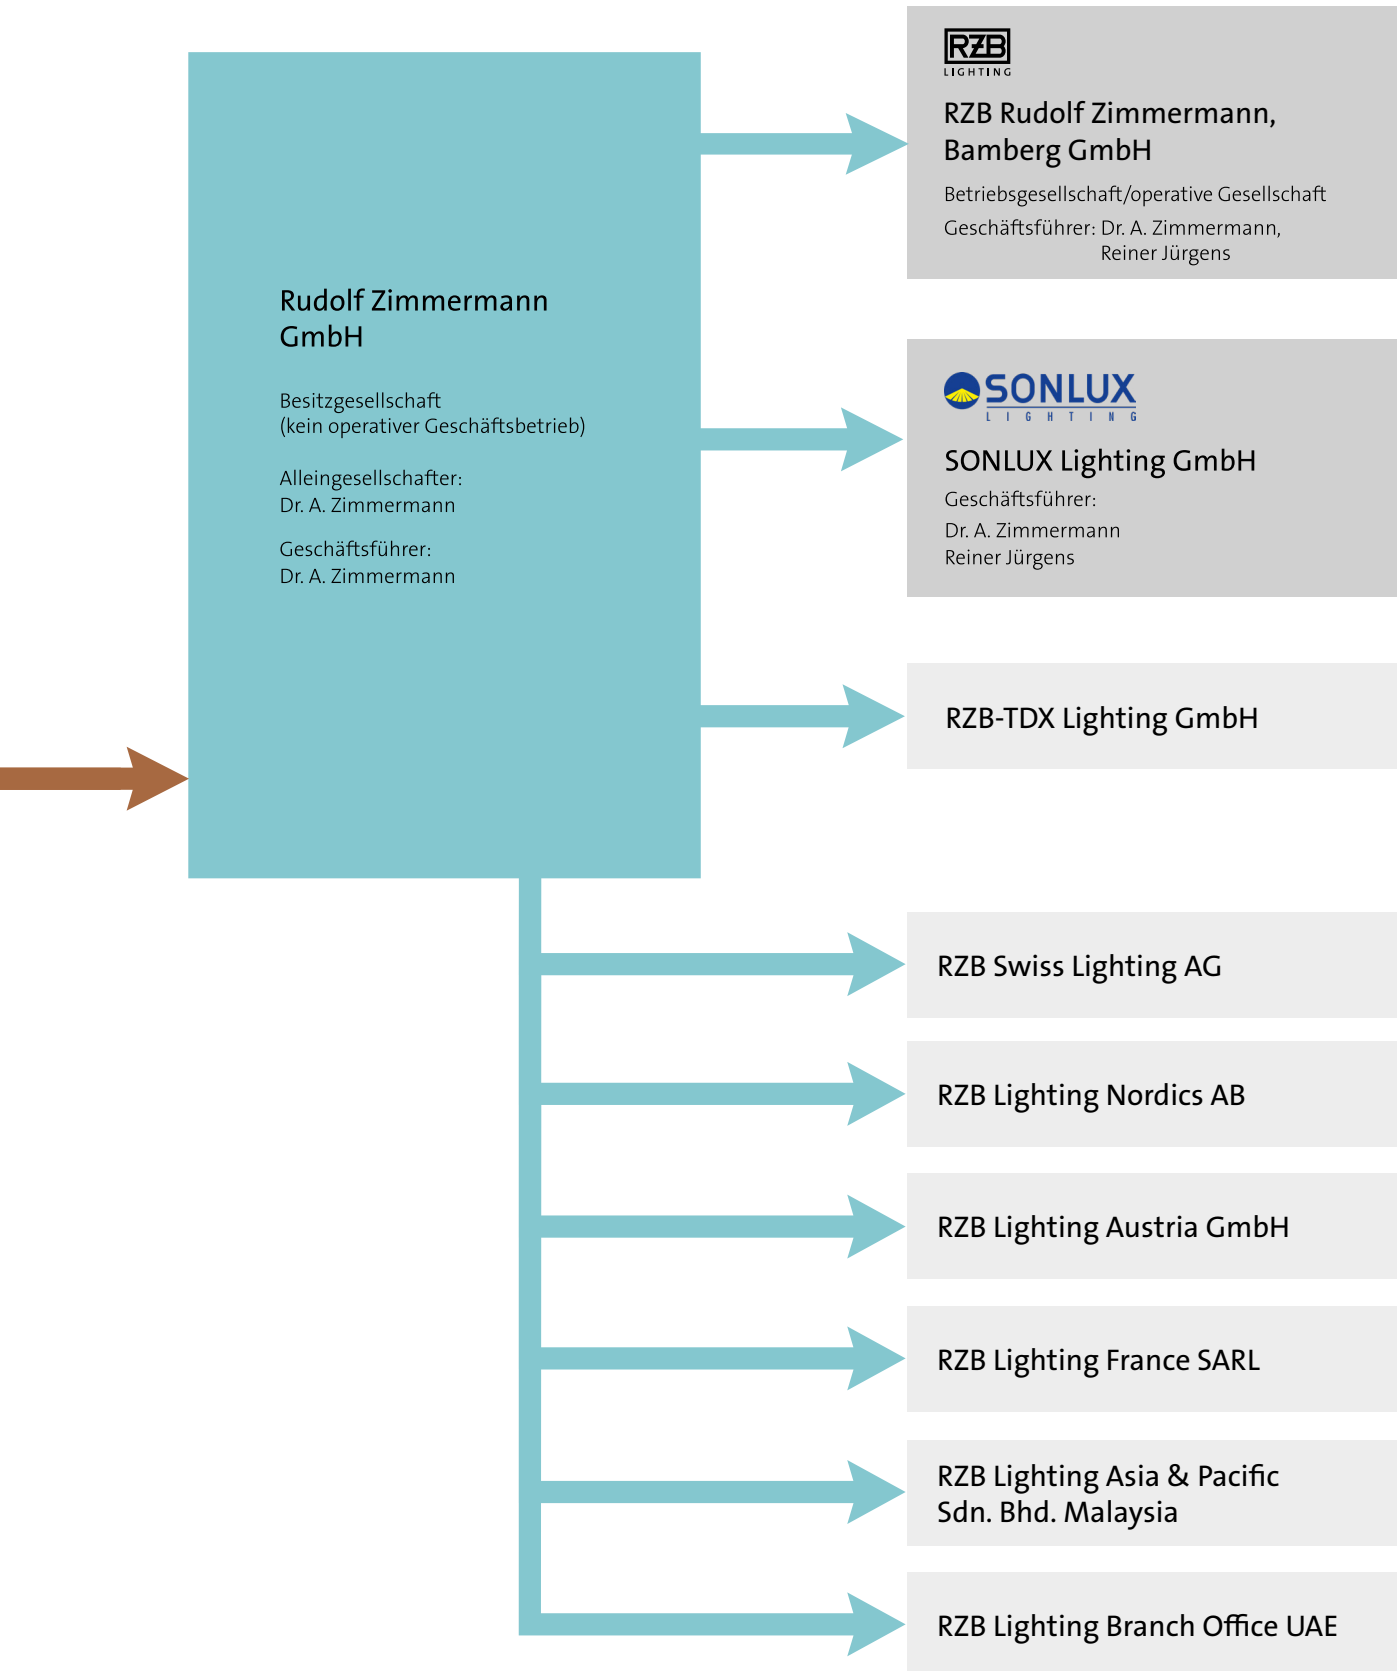 Rudolf Zimmermann
GmbH
Besitzgesellschaft
(kein operativer Geschäftsbetrieb)
Alleingesellschafter:
Dr. A. Zimmermann
Geschäftsführer:
Dr. A. Zimmermann
RZB
LIGHTING
RZB Rudolf Zimmermann,
Bamberg GmbH
Betriebsgesellschaft/operative Gesellschaft
Geschäftsführer: Dr. A. Zimmermann,
Reiner Jürgens
SONLUX
LIGHTING
SONLUX Lighting GmbH
Geschäftsführer:
Dr. A. Zimmermann
Reiner Jürgens
RZB-TDX Lighting GmbH
RZB Swiss Lighting AG
RZB Lighting Nordics AB
RZB Lighting Austria GmbH
RZB Lighting France SARL
RZB Lighting Asia & Pacific
Sdn. Bhd. Malaysia
RZB Lighting Branch Office UAE